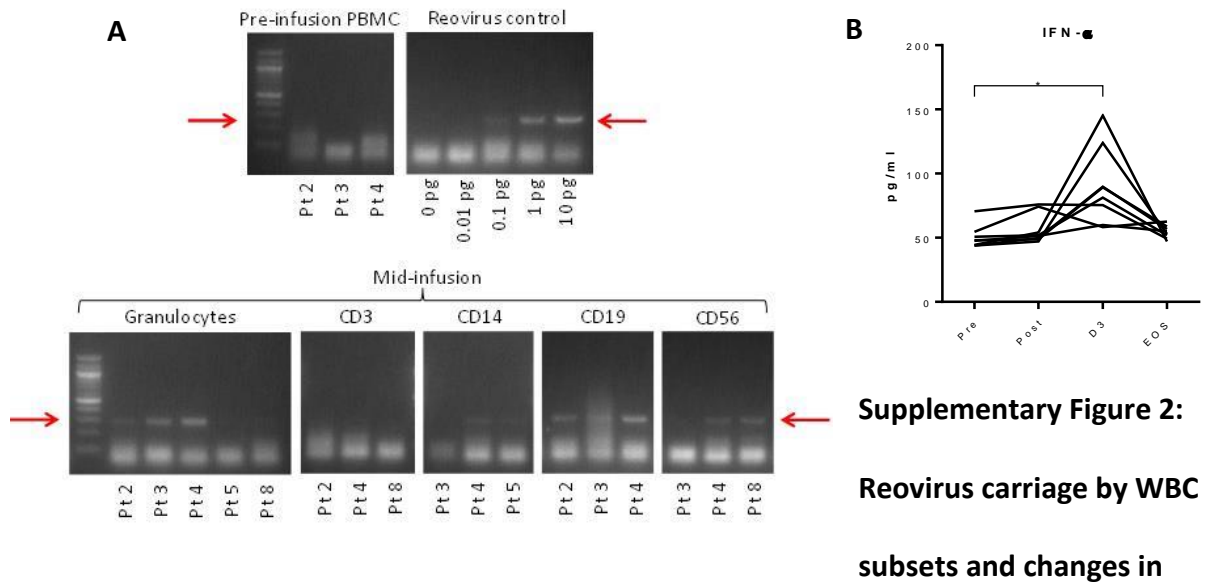 A
Pre-infusion PBMC
Reovirus control
Pt 2
Pt 3
Pt 4
0 pg
0.01 pg
0.1 pg
1 pg
10 pg
Mid-infusion
Granulocytes
CD3
CD14
CD19
CD56
Pt 2
Pt 3
Pt 4
Pt 5
Pt 8
Pt 2
Pt 4
Pt 8
Pt 3
Pt 4
Pt 5
Pt 2
Pt 3
Pt 4
Pt 3
Pt 4
Pt 8
B
IFN-α
200
150
100
50
0
pg/ml
*
Pre
Post
D3
EOS
Supplementary Figure 2:
Reovirus carriage by WBC
subsets and changes in